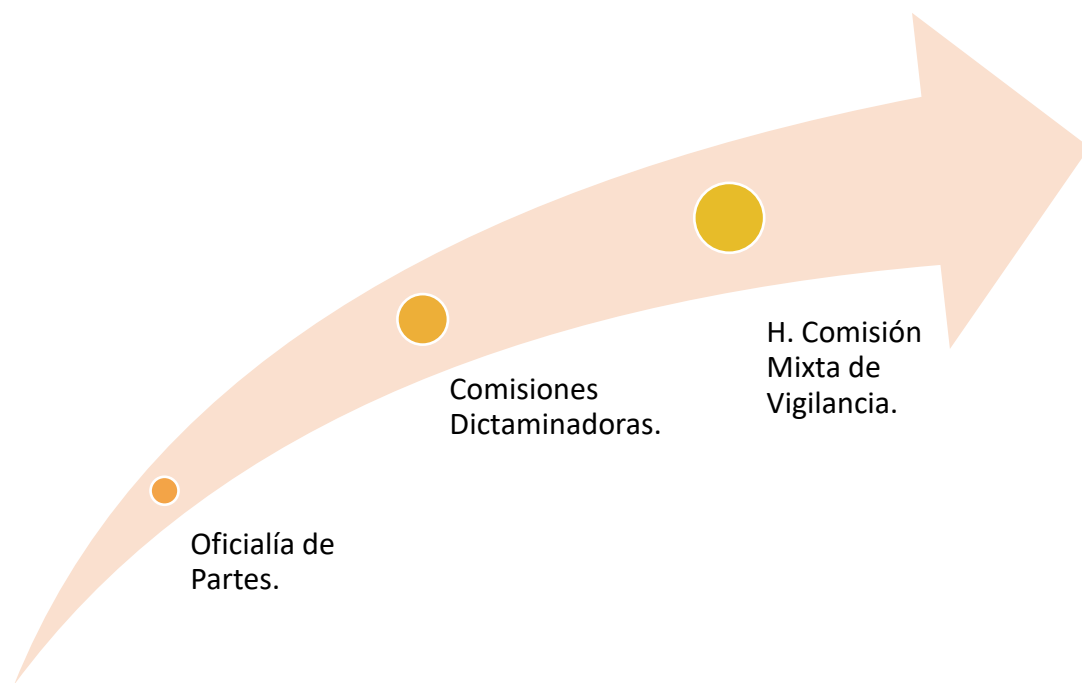 Oficialía de
Partes.
Comisiones
Dictaminadoras.
H. Comisión
Mixta de
Vigilancia.